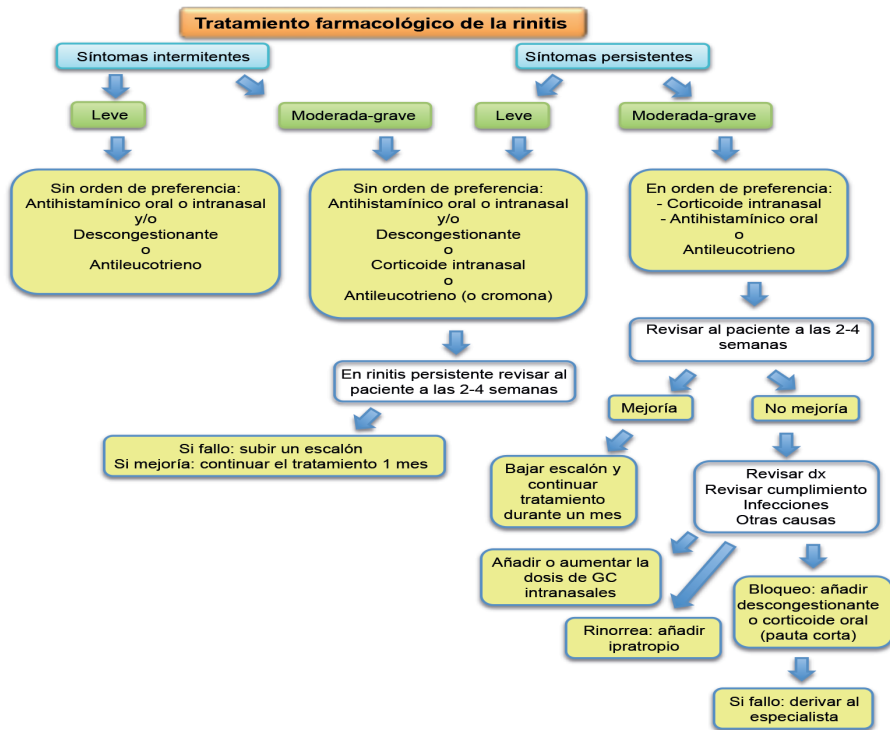 Tratamiento farmacológico de la rinitis
Síntomas intermitentes
Síntomas persistentes
Leve
Moderada-grave
Leve
Moderada-grave
Sin orden de preferencia:
Antihistamínico oral o intranasal
y/o
Descongestionante
o
Antileucotrieno
Sin orden de preferencia:
Antihistamínico oral o intranasal
y/o
Descongestionante
o
Corticoide intranasal
o
Antileucotrieno (o cromona)
En orden de preferencia:
- Corticoide intranasal
- Antihistamínico oral
o
Antileucotrieno
Revisar al paciente a las 2-4
semanas
En rinitis persistente revisar al
paciente a las 2-4 semanas
Mejoría
No mejoría
Si fallo: subir un escalón
Si mejoría: continuar el tratamiento 1 mes
Bajar escalón y
continuar
tratamiento
durante un mes
Revisar dx
Revisar cumplimiento
Infecciones
Otras causas
Añadir o aumentar la
dosis de GC
intranasales
Rinorrea: añadir
ipratropio
Bloqueo: añadir
descongestionante
o corticoide oral
(pauta corta)
Si fallo: derivar al
especialista